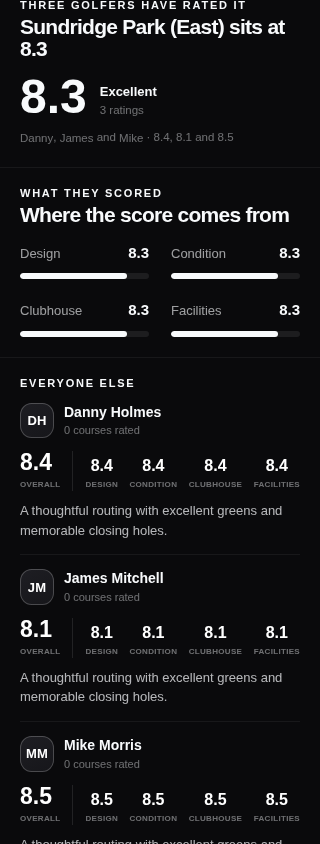 THREE GOLFERS HAVE RATED IT
Sundridge Park (East) sits at
8.3
8.3
Excellent
3 ratings
Danny, James and Mike · 8.4, 8.1 and 8.5
WHAT THEY SCORED
Where the score comes from
Design 8.3 Condition 8.3
Clubhouse 8.3 Facilities 8.3
EVERYONE ELSE
DH Danny Holmes
0 courses rated
8.4 8.4 8.4 8.4 8.4
OVERALL DESIGN CONDITION CLUBHOUSE FACILITIES
A thoughtful routing with excellent greens and
memorable closing holes.
JM James Mitchell
0 courses rated
8.1 8.1 8.1 8.1 8.1
OVERALL DESIGN CONDITION CLUBHOUSE FACILITIES
A thoughtful routing with excellent greens and
memorable closing holes.
MM Mike Morris
0 courses rated
8.5 8.5 8.5 8.5 8.5
OVERALL DESIGN CONDITION CLUBHOUSE FACILITIES
A thoughtful routing with excellent greens and